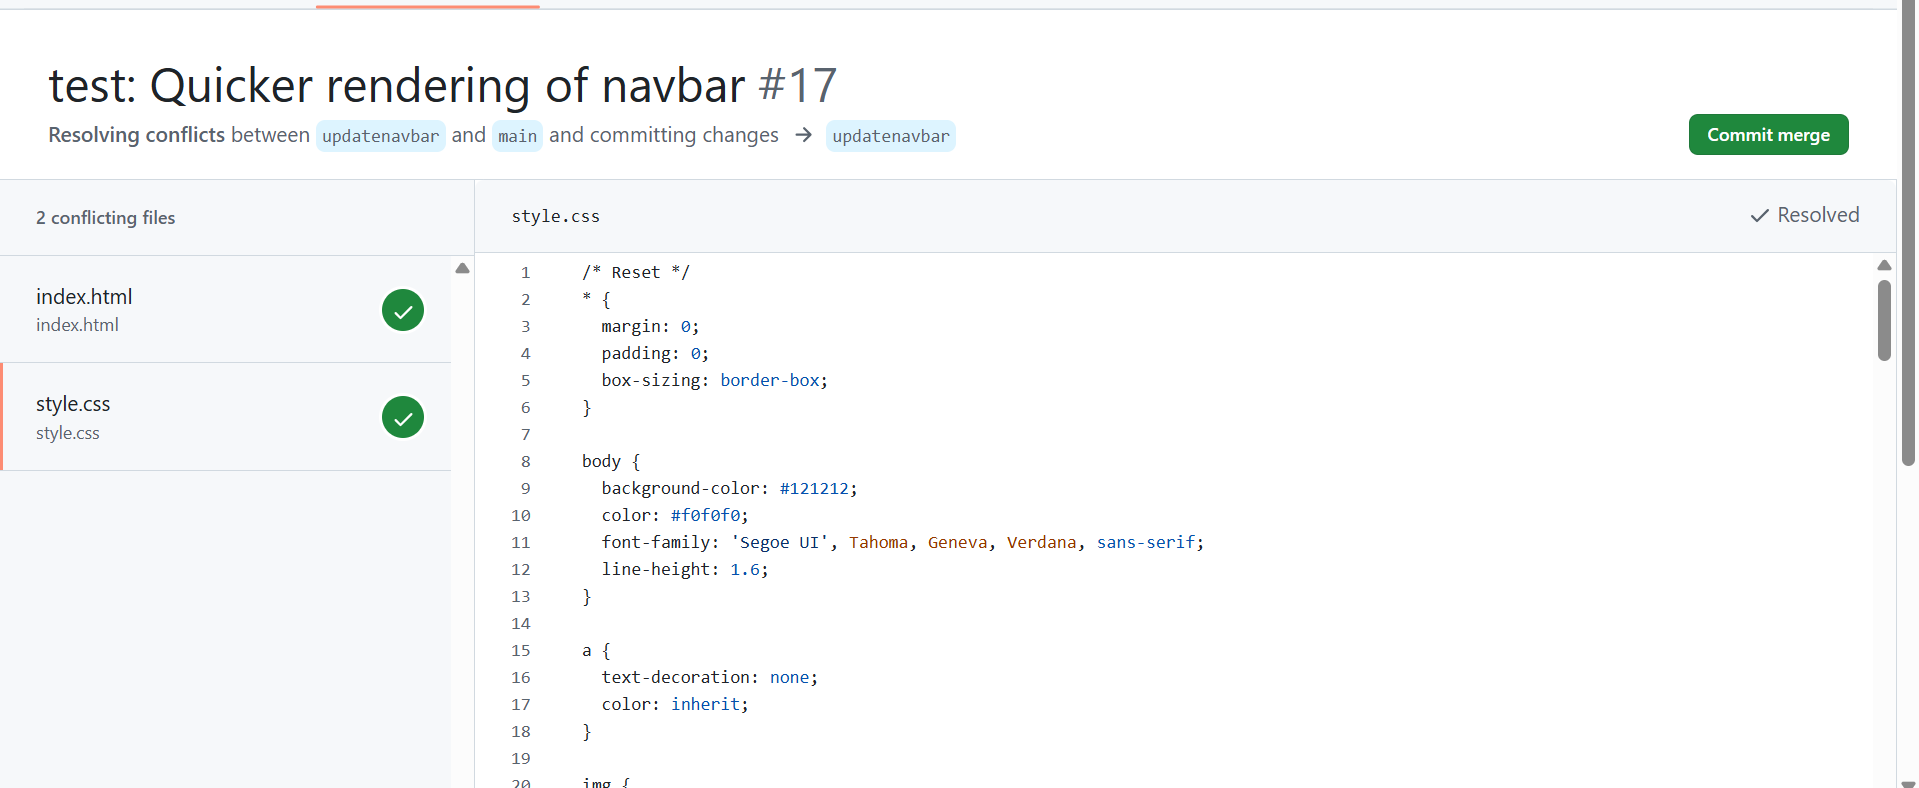 test: Quicker rendering of navbar #17
Resolving conflicts between updatenavbar and main and committing changes → updatenavbar
Commit merge
2 conflicting files
index.html
index.html
style.css
style.css
style.css
Resolved
1 /* Reset */
2 * {
3   margin: 0;
4   padding: 0;
5   box-sizing: border-box;
6 }
7
8 body {
9   background-color: #121212;
10   color: #f0f0f0;
11   font-family: 'Segoe UI', Tahoma, Geneva, Verdana, sans-serif;
12   line-height: 1.6;
13 }
14
15 a {
16   text-decoration: none;
17   color: inherit;
18 }
19
20 img {